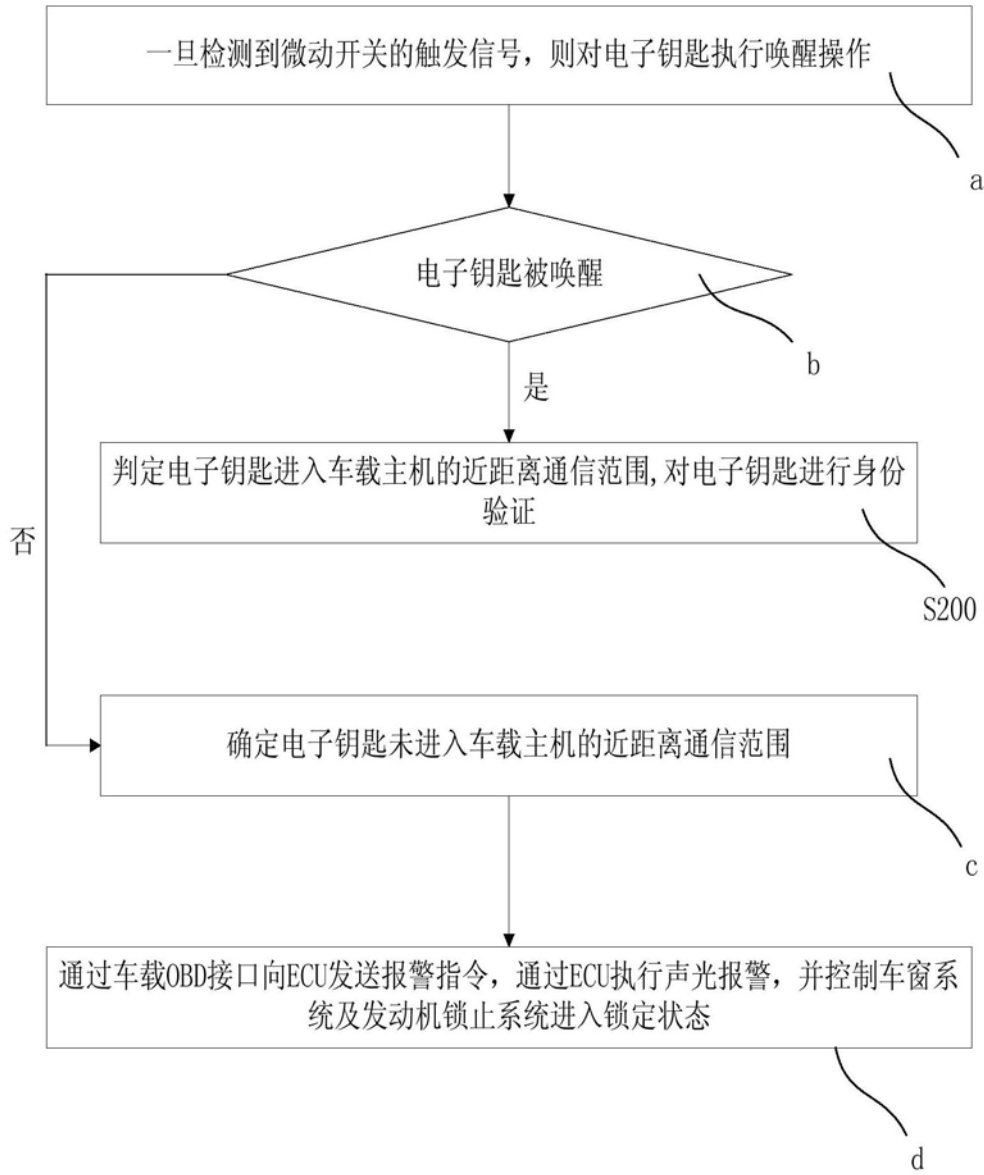 一旦检测到微动开关的触发信号，则对电子钥匙执行唤醒操作
a
电子钥匙被唤醒
b
是
判定电子钥匙进入车载主机的近距离通信范围,对电子钥匙进行身份
验证
S200
否
确定电子钥匙未进入车载主机的近距离通信范围
c
通过车载OBD接口向ECU发送报警指令，通过ECU执行声光报警，并控制车窗系
统及发动机锁止系统进入锁定状态
d